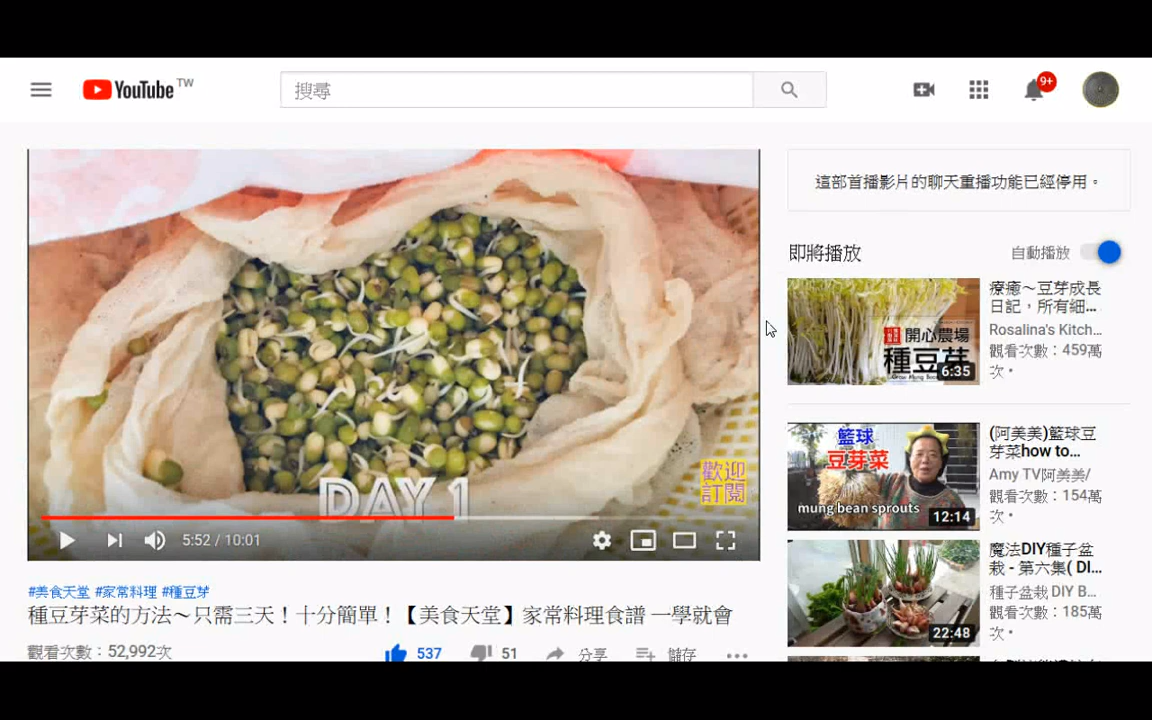 YouTube TW
搜尋
9+
這部首播影片的聊天重播功能已經停用。
即將播放
自動播放
DAY 1
歡迎
訂閱
5:52 / 10:01
#美食天堂 #家常料理 #種豆芽
種豆芽菜的方法～只需三天！十分簡單！【美食天堂】家常料理食譜 一學就會
觀看次數：52,992次
537
51
分享
儲存
開心農場
種豆芽
6:35
療癒～豆芽成長
日記，所有細...
Rosalina's Kitch...
觀看次數：459萬
次・
籃球
豆芽菜
mung bean sprouts
12:14
(阿美美)籃球豆
芽菜how to...
Amy TV阿美美/
觀看次數：154萬
次・
22:48
魔法DIY種子盆
栽 - 第六集( DI...
種子盆栽 DIY B...
觀看次數：185萬
次・